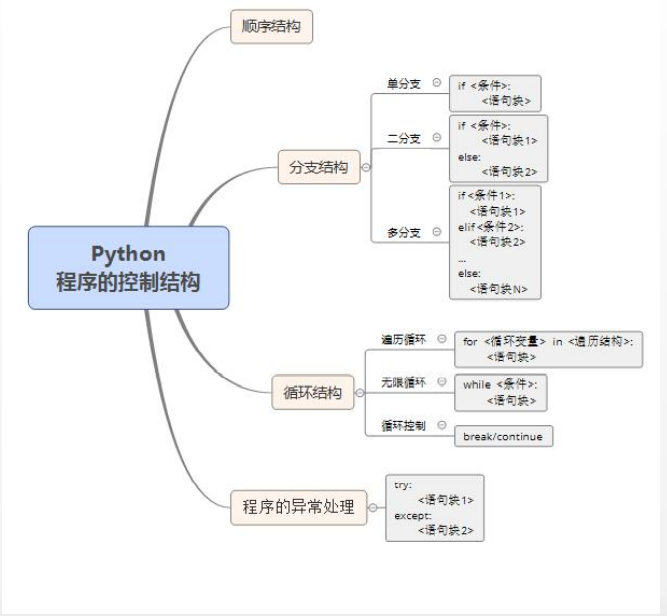 顺序结构
单分支
if <条件>:
<语句块>
二分支
if <条件>:
<语句块1>
else:
<语句块2>
分支结构
多分支
if<条件1>:
<语句块1>
elif<条件2>:
<语句块2>
...
else:
<语句块N>
Python
程序的控制结构
遍历循环
for <循环变量> in <遍历结构>:
<语句块>
循环结构
无限循环
while <条件>:
<语句块>
循环控制
break/continue
程序的异常处理
try:
<语句块1>
except:
<语句块2>